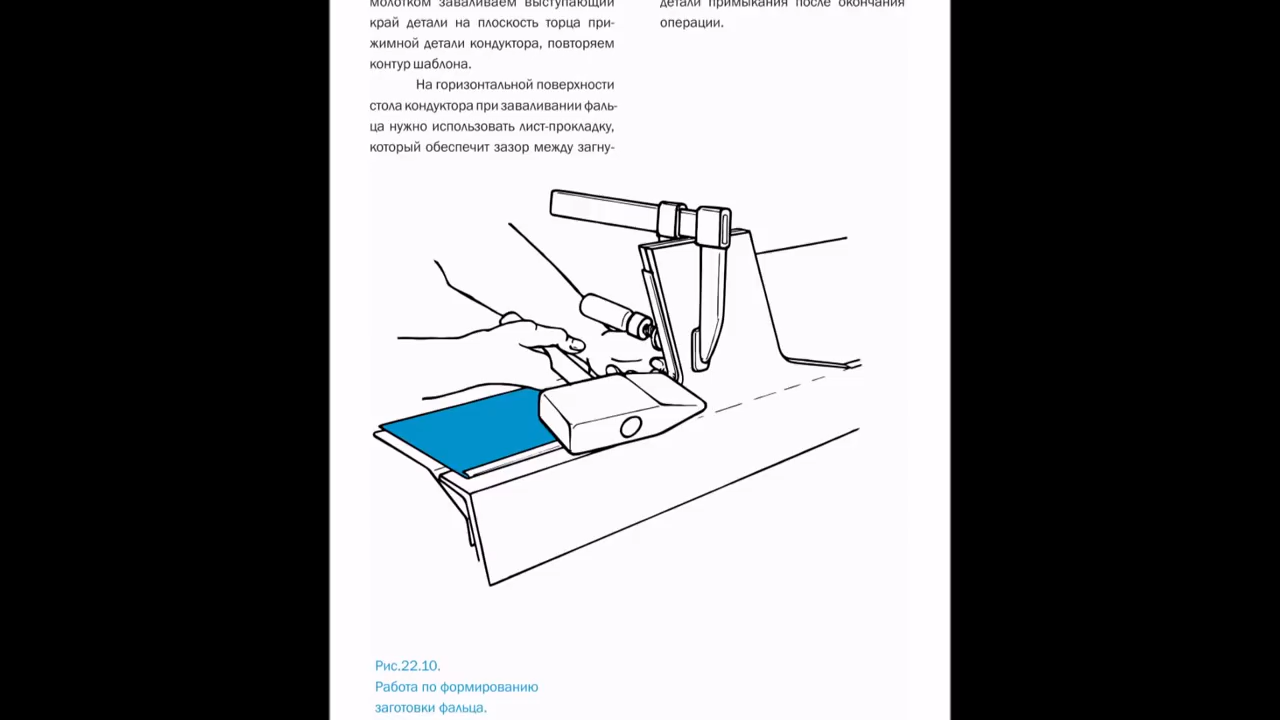 молотком заваливаем выступающий
край детали на плоскость торца при-
жимной детали кондуктора, повторяем
контур шаблона.
На горизонтальной поверхности
стола кондуктора при заваливании фаль-
ца нужно использовать лист-прокладку,
который обеспечит зазор между загну-
детали примыкания после окончания
операции.
Рис.22.10.
Работа по формированию
заготовки фальца.